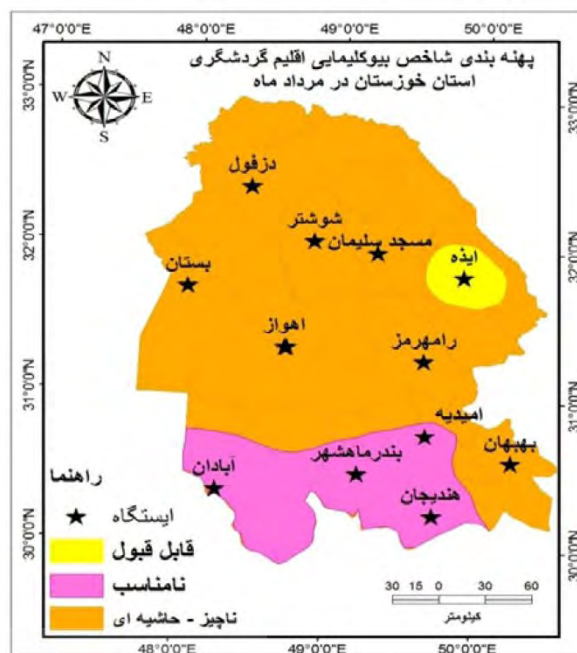 47°0'0"E 48°0'0"E 49°0'0"E 50°0'0"E
پهنه بندی شاخص بیوکلیمایی اقلیم گردشگری
استان خوزستان در مرداد ماه
N
W E
S
33°0'0"N
33°0'0"N
دزفول
شوشتر
مسجد سلیمان
32°0'0"N
32°0'0"N
ایذه
بستان
اهواز
رامهرمز
31°0'0"N
31°0'0"N
امیدیه
بهبهان
بندرماهشهر
آبادان
هندیجان
30°0'0"N
30°0'0"N
راهنما
ایستگاه
قابل قبول
نامناسب
ناچیز - حاشیه ای
30 15 0 30 60
کیلومتر
48°0'0"E 49°0'0"E 50°0'0"E